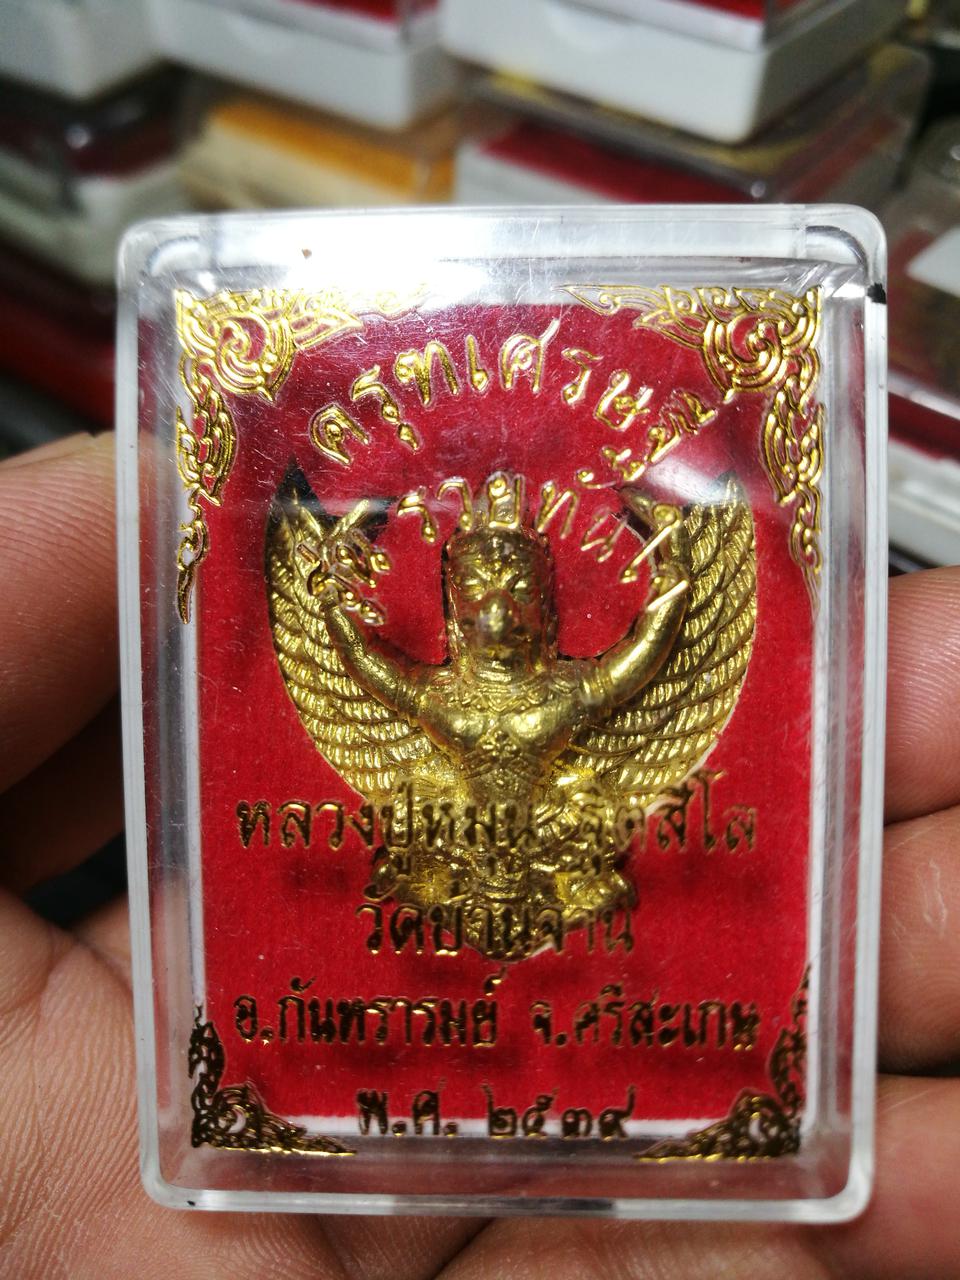 ครุฑเศรษฐี
รุ่น รวยทันใจ
หลวงปู่หมุน ฐิตสีโล
วัดบ้านจาน
อ.กันทรารมย์ จ.ศรีสะเกษ
พ.ศ. ๒๕๓๙